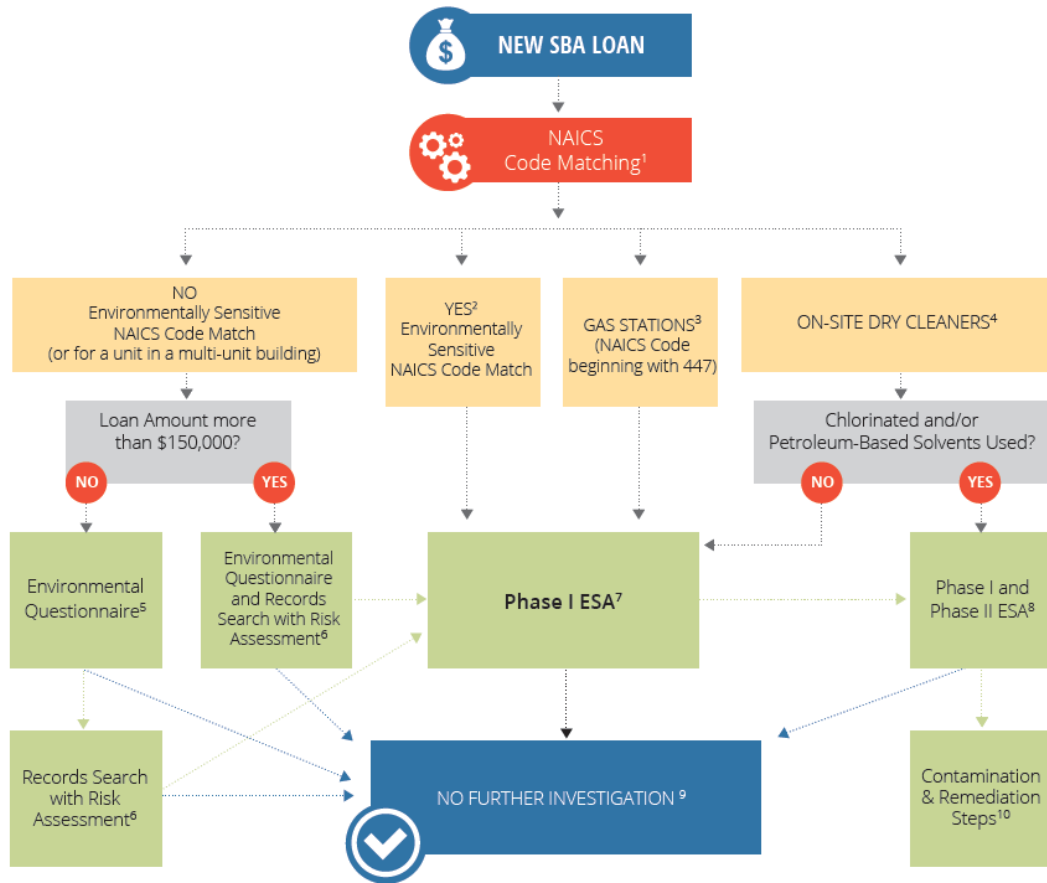 $
NEW SBA LOAN
NAICS
Code Matching¹
NO
Environmentally Sensitive
NAICS Code Match
(or for a unit in a multi-unit building)
YES²
Environmentally
Sensitive
NAICS Code Match
GAS STATIONS³
(NAICS Code
beginning with 447)
ON-SITE DRY CLEANERS⁴
Loan Amount more
than $150,000?
NO
YES
Chlorinated and/or
Petroleum-Based Solvents Used?
NO
YES
Environmental
Questionnaire⁵
Environmental
Questionnaire
and Records
Search with Risk
Assessment⁶
Phase I ESA⁷
Phase I and
Phase II ESA⁸
Records Search
with Risk
Assessment⁶
NO FURTHER INVESTIGATION ⁹
Contamination
& Remediation
Steps¹⁰